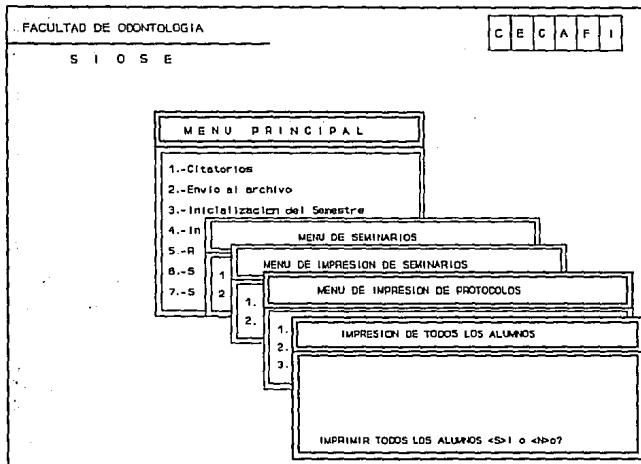 FACULTAD DE ODONTOLOGIA
C E C A F I
S I O S E
MENU PRINCIPAL
1.-Citatorios
2.-Envio al archivo
3.-Inicializacion del Semestre
4.-In
MENU DE SEMINARIOS
5.-R
MENU DE IMPRESION DE SEMINARIOS
6.-S
1
MENU DE IMPRESION DE PROTOCOLOS
7.-S
2
1.
2.
1.
IMPRESION DE TODOS LOS ALUMNOS
2.
3.
IMPRIMIR TODOS LOS ALUMNOS <S>i o <N>o?